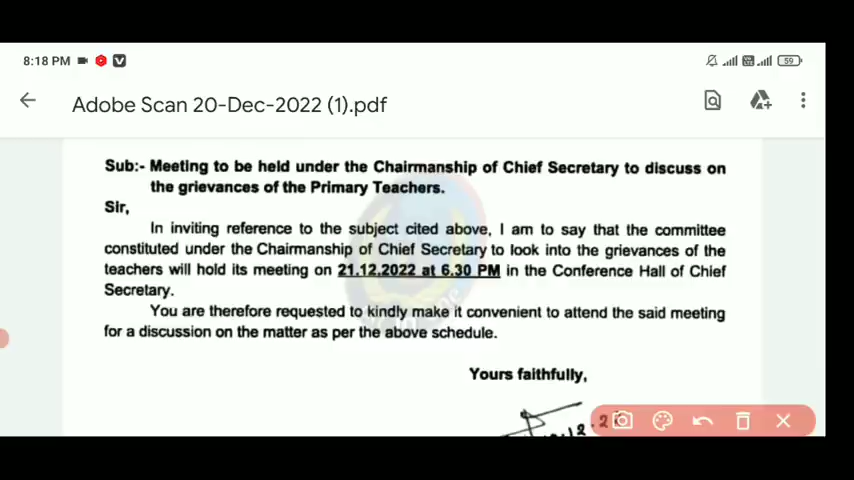 8:18 PM
59
Adobe Scan 20-Dec-2022 (1).pdf
Sub:- Meeting to be held under the Chairmanship of Chief Secretary to discuss on
the grievances of the Primary Teachers.
Sir,
In inviting reference to the subject cited above, I am to say that the committee
constituted under the Chairmanship of Chief Secretary to look into the grievances of the
teachers will hold its meeting on 21.12.2022 at 6.30 PM in the Conference Hall of Chief
Secretary.
You are therefore requested to kindly make it convenient to attend the said meeting
for a discussion on the matter as per the above schedule.
Yours faithfully,